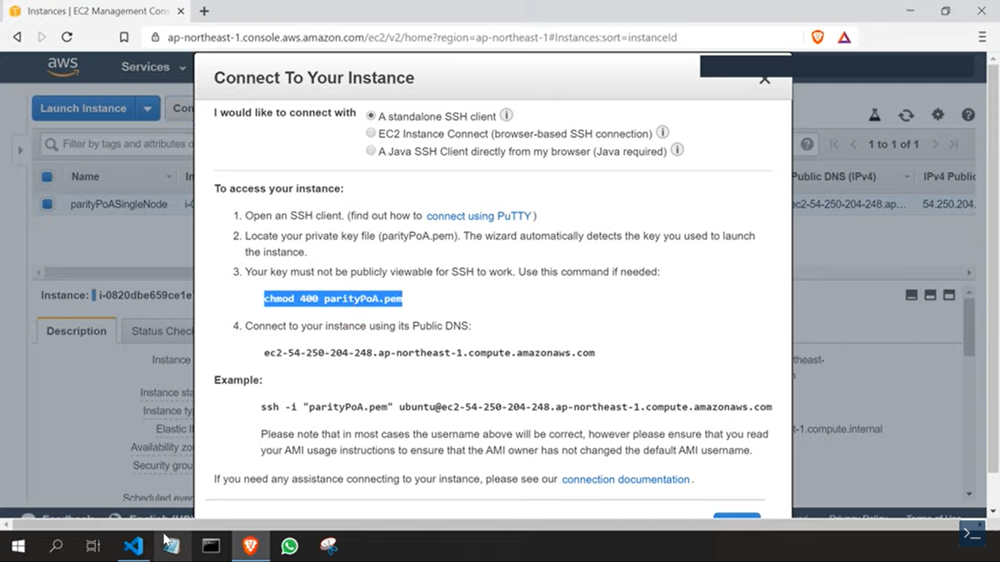 Instances | EC2 Management Cons
ap-northeast-1.console.aws.amazon.com/ec2/v2/home?region=ap-northeast-1#Instances:sort=instanceId
aws
Services
Connect To Your Instance
Launch Instance
Con
I would like to connect with
A standalone SSH client
EC2 Instance Connect (browser-based SSH connection)
A Java SSH Client directly from my browser (Java required)
Filter by tags and attributes o
1 to 1 of 1
Name
In
Public DNS (IPv4)
IPv4 Public
parityPoASingleNode
i-0
ec2-54-250-204-248.ap...
54.250.204.
To access your instance:
1. Open an SSH client. (find out how to connect using PuTTY)
2. Locate your private key file (parityPoA.pem). The wizard automatically detects the key you used to launch
the instance.
3. Your key must not be publicly viewable for SSH to work. Use this command if needed:
chmod 400 parityPoA.pem
4. Connect to your instance using its Public DNS:
ec2-54-250-204-248.ap-northeast-1.compute.amazonaws.com
Instance: i-0820dbe659ce1e
Description
Status Chec
Instance
theast-
Instance sta
Instance ty
Elastic I
t-1.compute.internal
Availability zo
Security grou
Scheduled ever
Example:
ssh -i "parityPoA.pem" ubuntu@ec2-54-250-204-248.ap-northeast-1.compute.amazonaws.com
Please note that in most cases the username above will be correct, however please ensure that you read
your AMI usage instructions to ensure that the AMI owner has not changed the default AMI username.
If you need any assistance connecting to your instance, please see our connection documentation.
Feedback
English (US)
Privacy Policy
Terms of Use